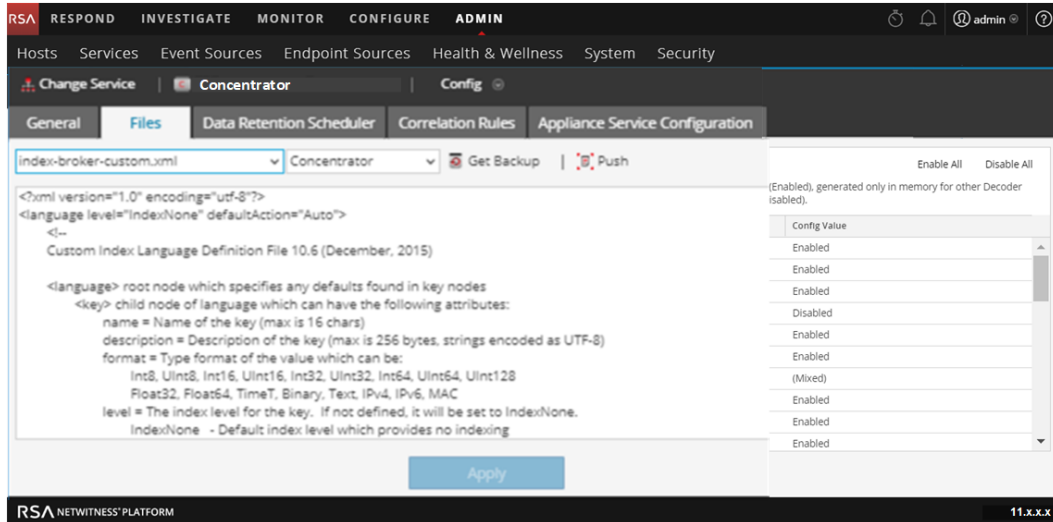 RSA RESPOND INVESTIGATE MONITOR CONFIGURE ADMIN admin
Hosts Services Event Sources Endpoint Sources Health & Wellness System Security
Change Service | Concentrator | Config
General Files Data Retention Scheduler Correlation Rules Appliance Service Configuration
index-broker-custom.xml Concentrator Get Backup | Push
<?xml version="1.0" encoding="utf-8"?>
<language level="IndexNone" defaultAction="Auto">
<!--
Custom Index Language Definition File 10.6 (December, 2015)
<language> root node which specifies any defaults found in key nodes
<key> child node of language which can have the following attributes:
name = Name of the key (max is 16 chars)
description = Description of the key (max is 256 bytes, strings encoded as UTF-8)
format = Type format of the value which can be:
Int8, UInt8, Int16, UInt16, Int32, UInt32, Int64, UInt64, UInt128
Float32, Float64, TimeT, Binary, Text, IPv4, IPv6, MAC
level = The index level for the key. If not defined, it will be set to IndexNone.
IndexNone - Default index level which provides no indexing
Apply
Enable All Disable All
(Enabled), generated only in memory for other Decoder
isabled).
Config Value
Enabled
Enabled
Enabled
Disabled
Enabled
Enabled
(Mixed)
Enabled
Enabled
Enabled
RSA NETWITNESS® PLATFORM 11.x.x.x